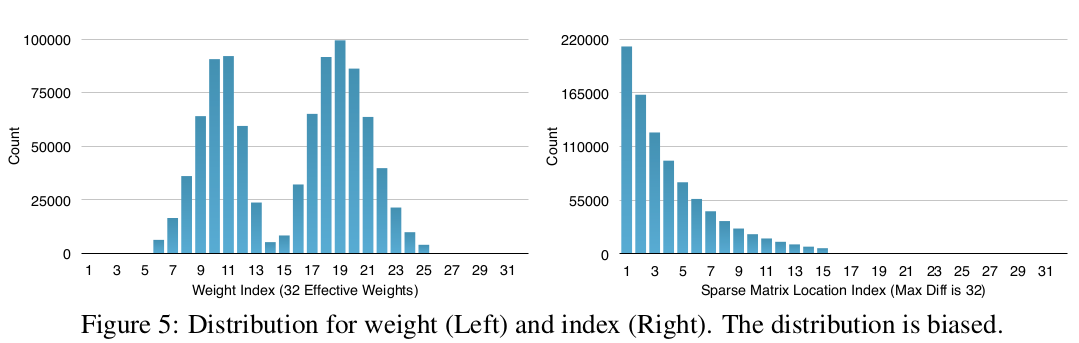 100000
75000
50000
25000
0
Count
1 3 5 7 9 11 13 15 17 19 21 23 25 27 29 31
Weight Index (32 Effective Weights)
220000
165000
110000
55000
0
Count
1 3 5 7 9 11 13 15 17 19 21 23 25 27 29 31
Sparse Matrix Location Index (Max Diff is 32)
Figure 5: Distribution for weight (Left) and index (Right). The distribution is biased.